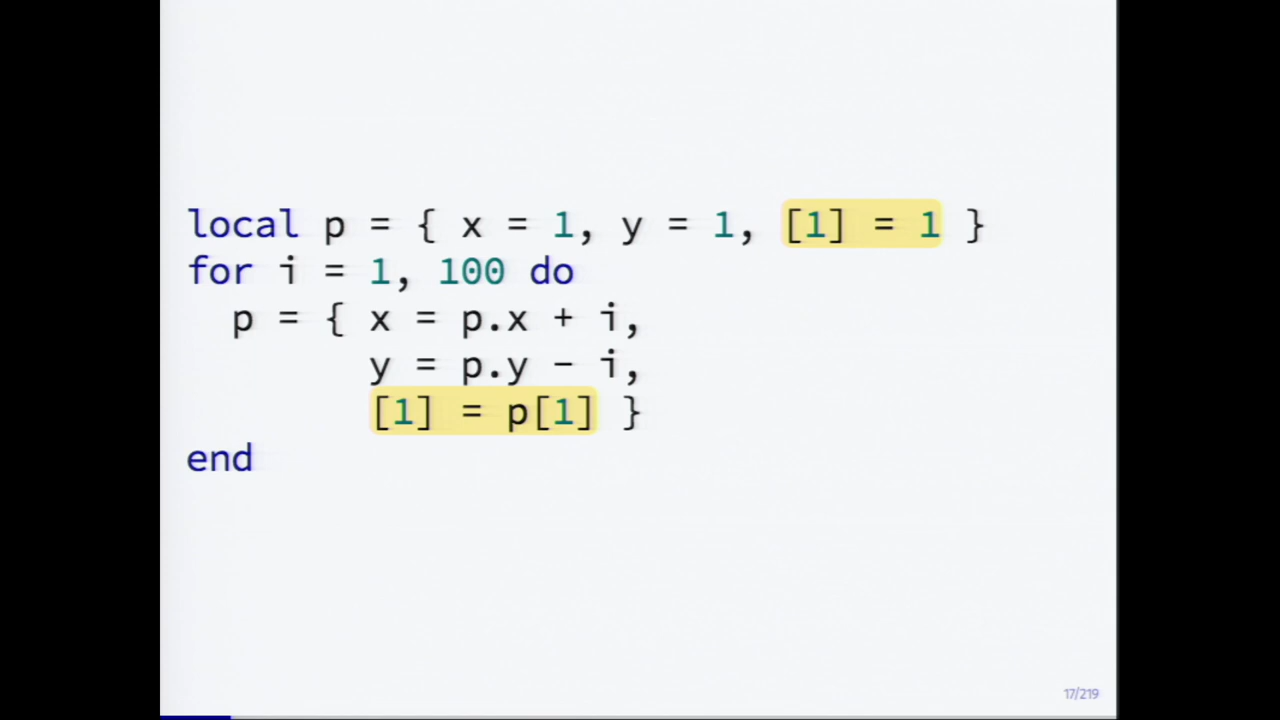 local p = { x = 1, y = 1, [1] = 1 }
for i = 1, 100 do
  p = { x = p.x + i,
        y = p.y - i,
        [1] = p[1] }
end
17/219